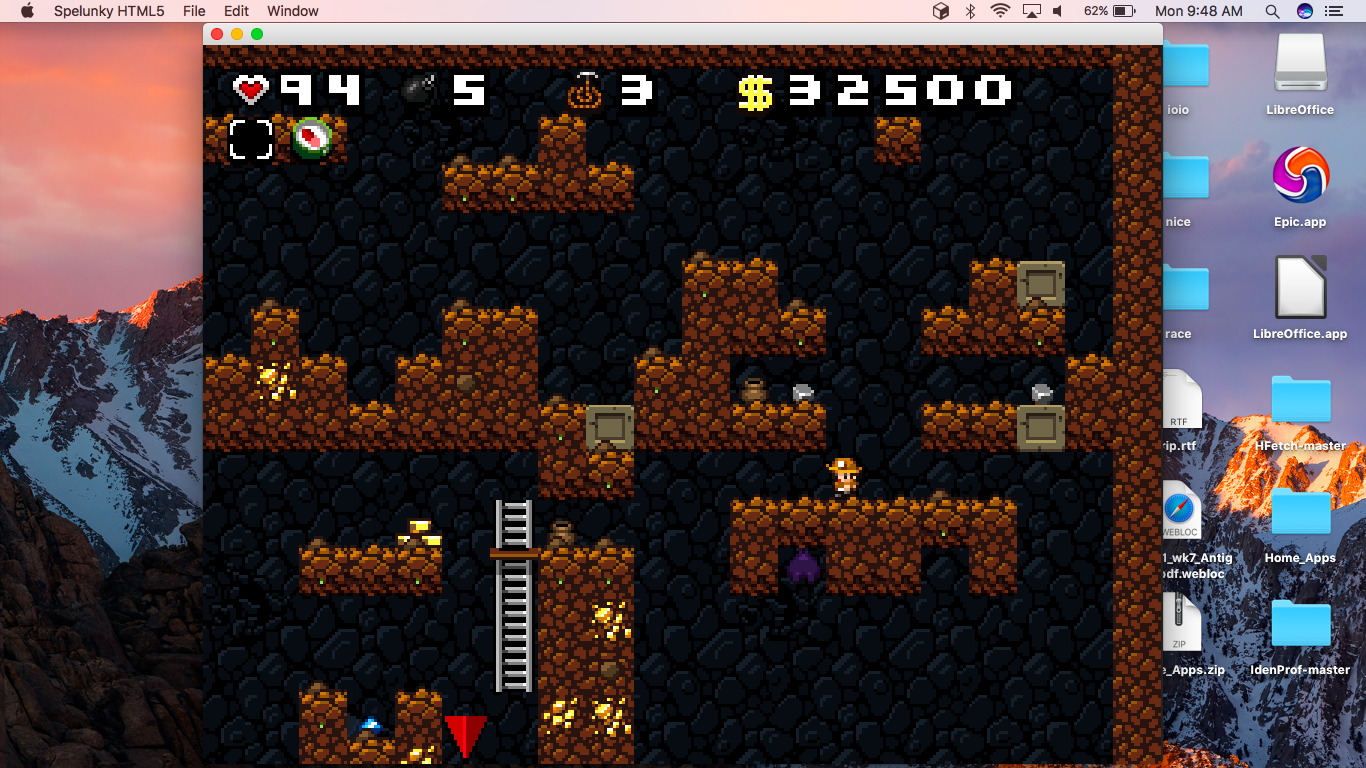 Spelunky HTML5 File Edit Window 62% Mon 9:48 AM
94 5 3 $32500
ioio
LibreOffice
nice
Epic.app
race
LibreOffice.app
RTF
rip.rtf
HFetch-master
WEBLOC
1_wk7_Antig
Home_Apps
pdf.webloc
ZIP
e_Apps.zip
IdenProf-master